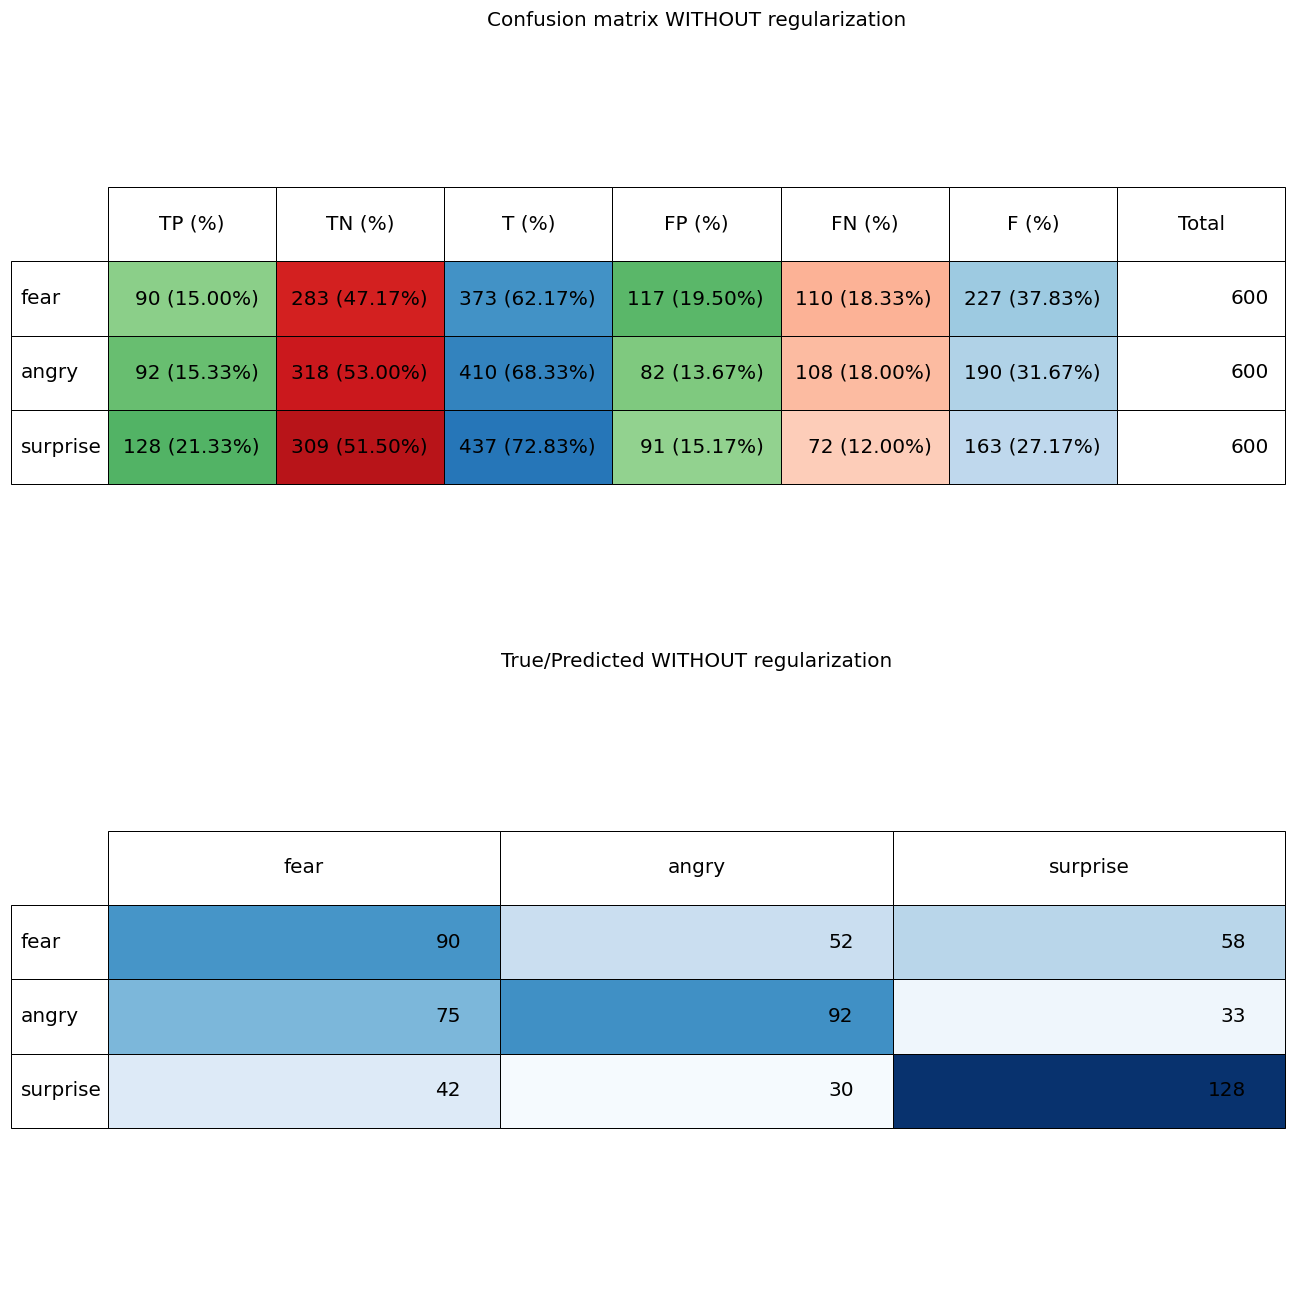 Confusion matrix WITHOUT regularization
TP (%) TN (%) T (%) FP (%) FN (%) F (%) Total
fear 90 (15.00%) 283 (47.17%) 373 (62.17%) 117 (19.50%) 110 (18.33%) 227 (37.83%) 600
angry 92 (15.33%) 318 (53.00%) 410 (68.33%) 82 (13.67%) 108 (18.00%) 190 (31.67%) 600
surprise 128 (21.33%) 309 (51.50%) 437 (72.83%) 91 (15.17%) 72 (12.00%) 163 (27.17%) 600
True/Predicted WITHOUT regularization
fear angry surprise
fear 90 52 58
angry 75 92 33
surprise 42 30 128